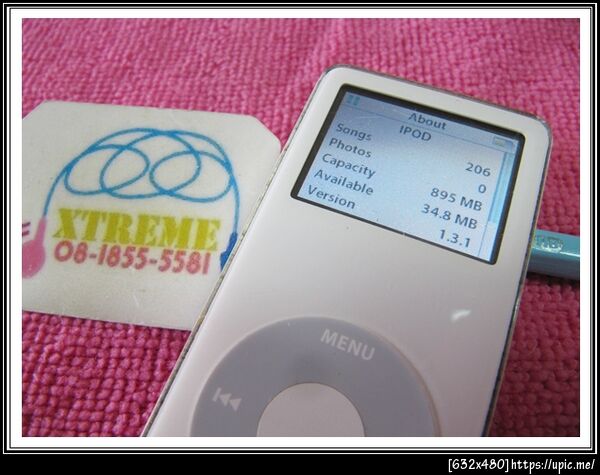 XTREME
08-1855-5581
About
IPOD
Songs 206
Photos 0
Capacity 895 MB
Available 34.8 MB
Version 1.3.1
MENU
[632x480]https://upic.me/